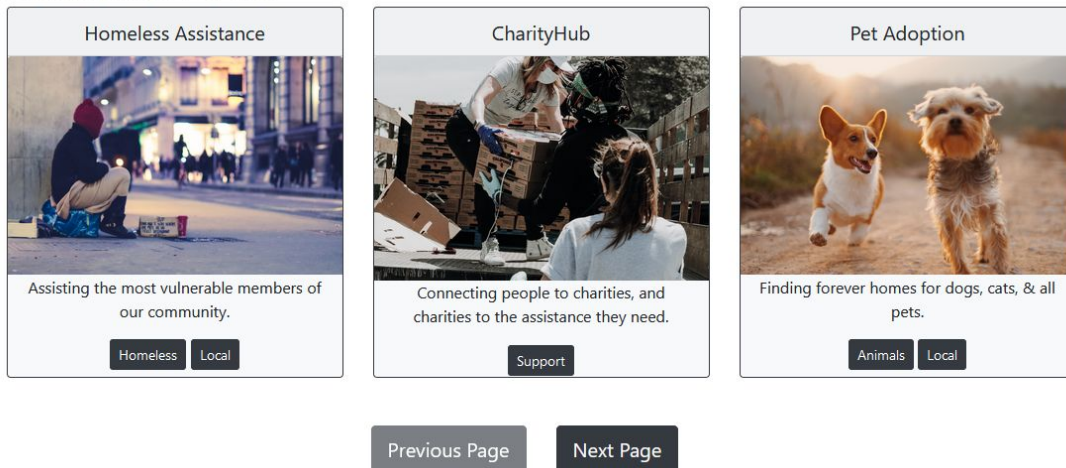 Homeless Assistance
Assisting the most vulnerable members of
our community.
Homeless Local
CharityHub
Connecting people to charities, and
charities to the assistance they need.
Support
Pet Adoption
Finding forever homes for dogs, cats, & all
pets.
Animals Local
Previous Page Next Page